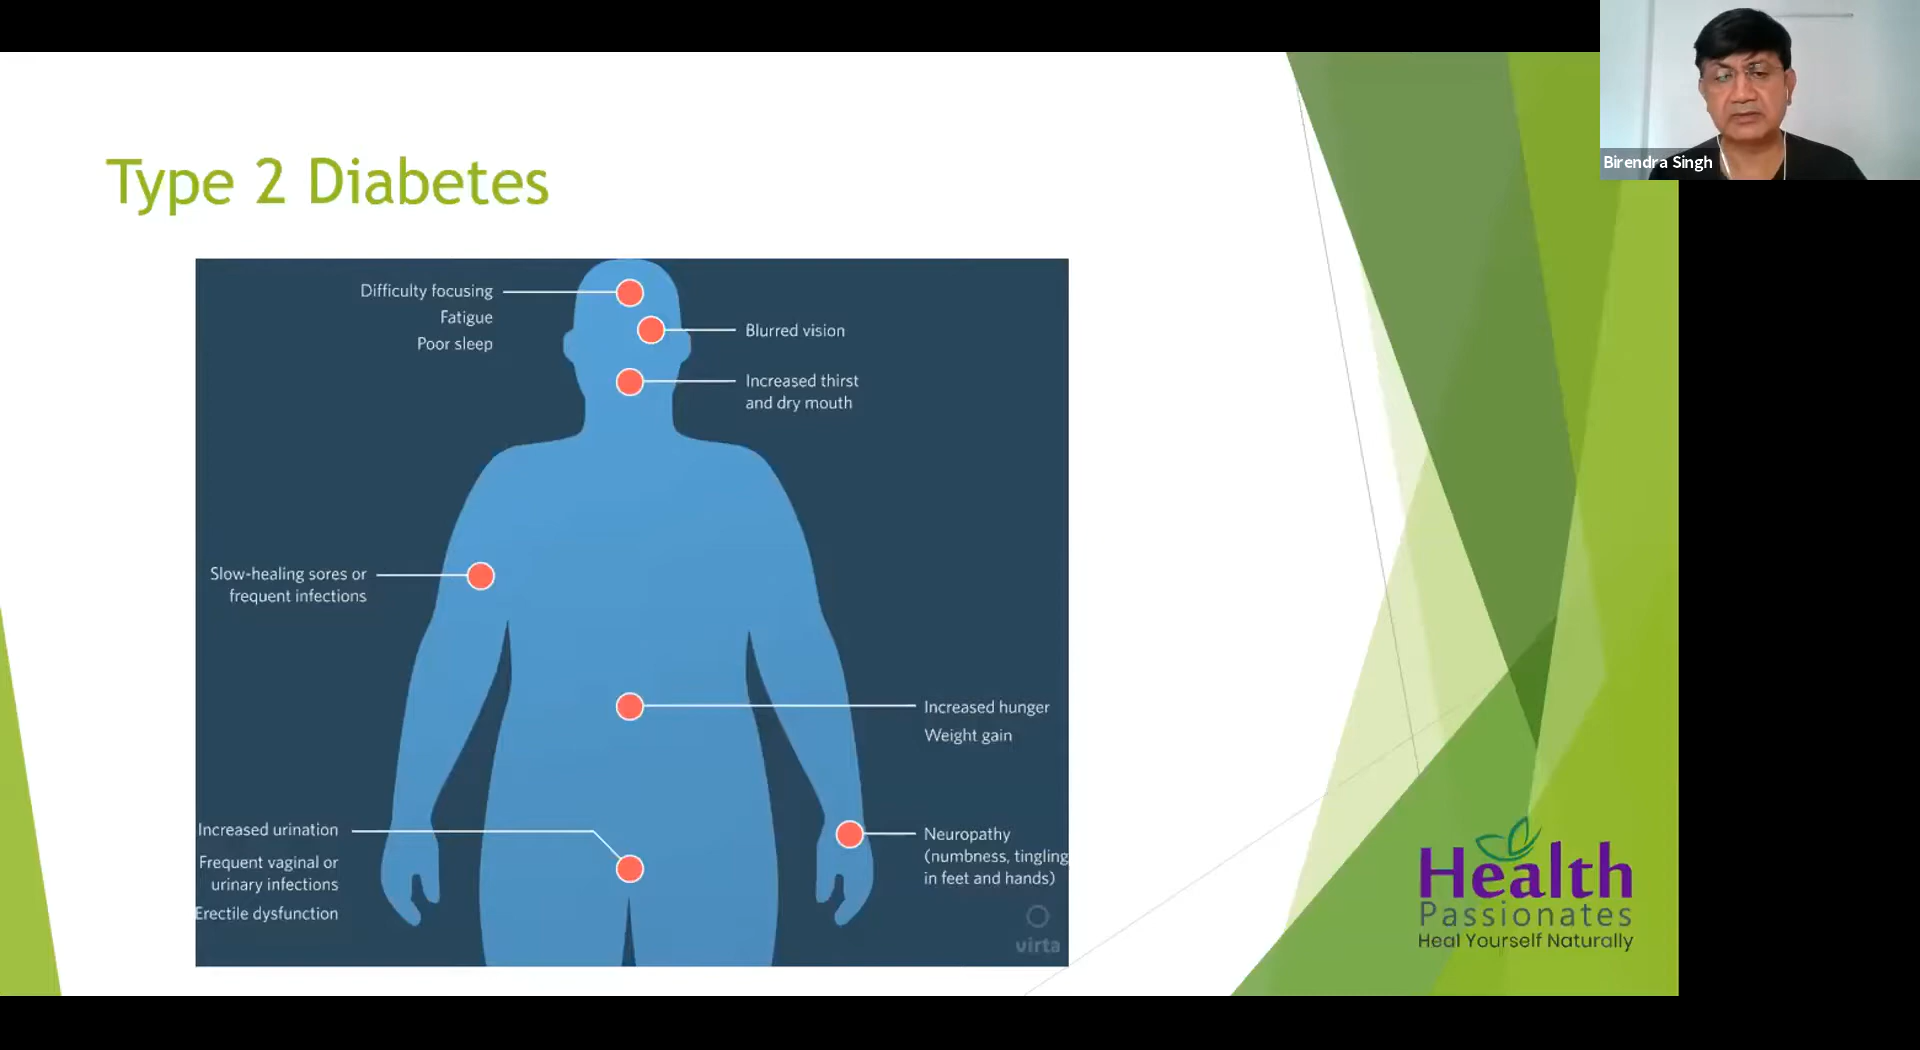 Birendra Singh
Type 2 Diabetes
Difficulty focusing
Fatigue
Poor sleep
Blurred vision
Increased thirst
and dry mouth
Slow-healing sores or
frequent infections
Increased hunger
Weight gain
Increased urination
Frequent vaginal or
urinary infections
Erectile dysfunction
Neuropathy
(numbness, tingling
in feet and hands)
virta
Health
Passionates
Heal Yourself Naturally